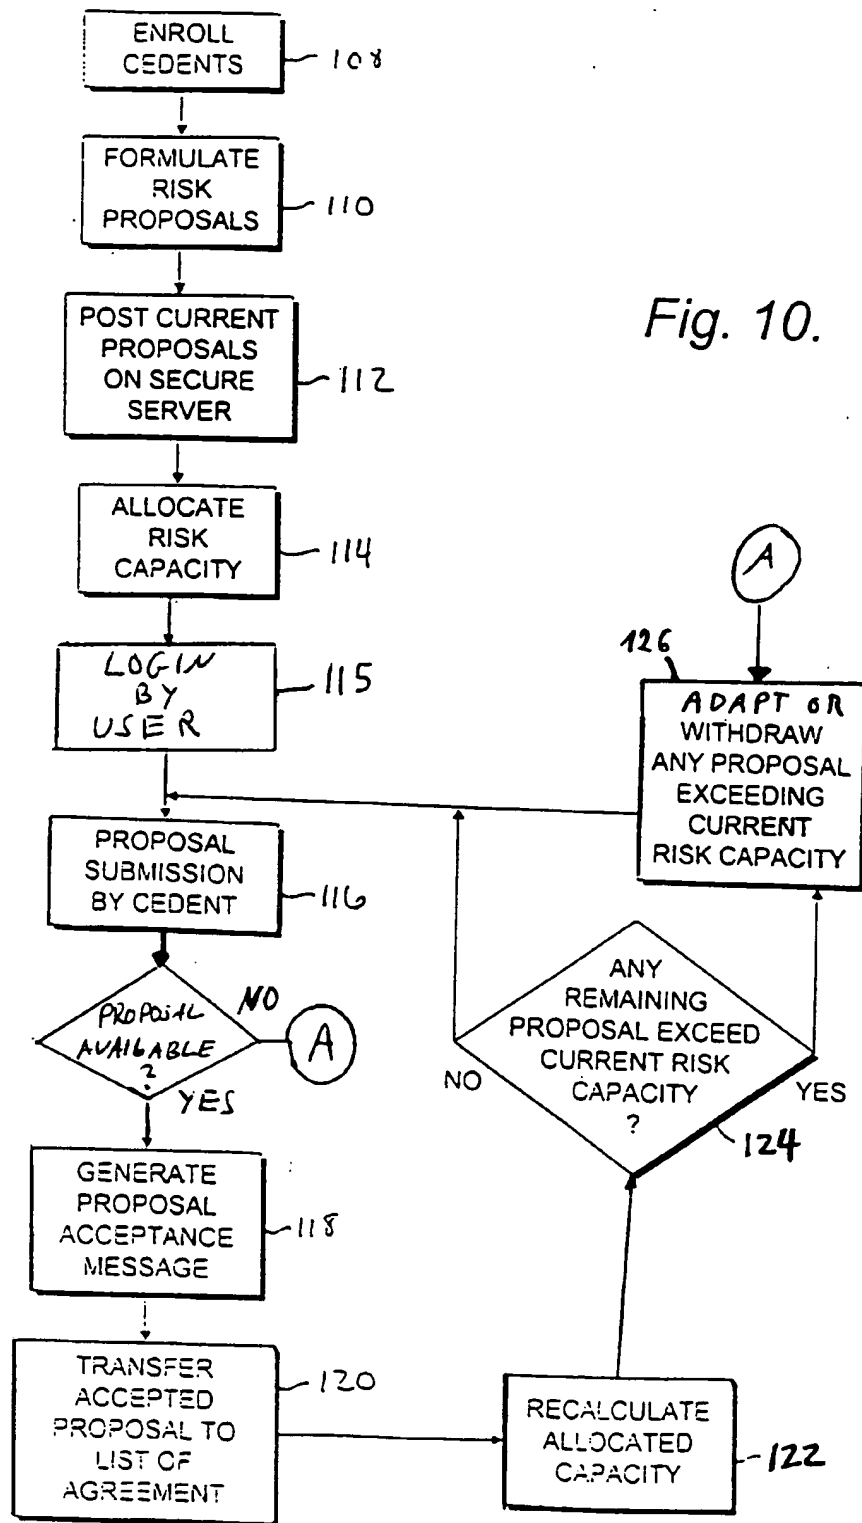 ENROLL
CEDENTS
108
FORMULATE
RISK
PROPOSALS
110
POST CURRENT
PROPOSALS
ON SECURE
SERVER
112
Fig. 10.
ALLOCATE
RISK
CAPACITY
114
LOGIN
BY
USER
115
PROPOSAL
SUBMISSION
BY CEDENT
116
PROPOSAL
AVAILABLE
?
NO
A
YES
GENERATE
PROPOSAL
ACCEPTANCE
MESSAGE
118
TRANSFER
ACCEPTED
PROPOSAL TO
LIST OF
AGREEMENT
120
RECALCULATE
ALLOCATED
CAPACITY
122
ANY
REMAINING
PROPOSAL EXCEED
CURRENT RISK
CAPACITY
?
NO
YES
124
A
126
ADAPT OR
WITHDRAW
ANY PROPOSAL
EXCEEDING
CURRENT
RISK CAPACITY